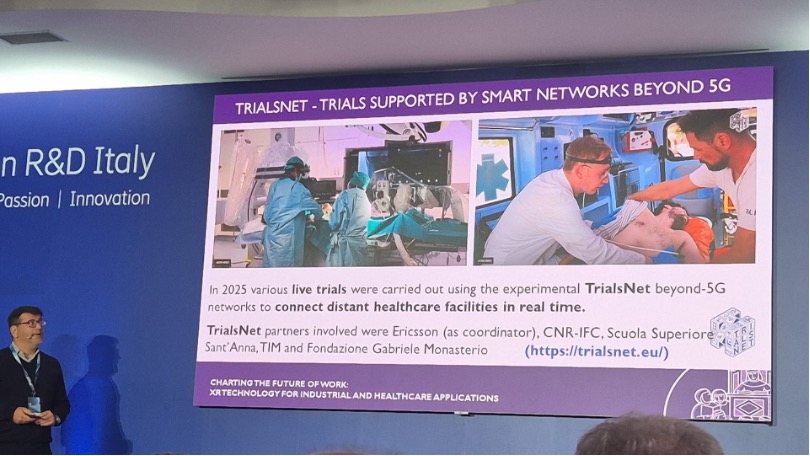 n R&D Italy
Passion | Innovation
TRIALSNET - TRIALS SUPPORTED BY SMART NETWORKS BEYOND 5G
In 2025 various live trials were carried out using the experimental TrialsNet beyond-5G
networks to connect distant healthcare facilities in real time.
TrialsNet partners involved were Ericsson (as coordinator), CNR-IFC, Scuola Superiore
Sant'Anna, TIM and Fondazione Gabriele Monasterio (https://trialsnet.eu/)
CHARTING THE FUTURE OF WORK:
XR TECHNOLOGY FOR INDUSTRIAL AND HEALTHCARE APPLICATIONS